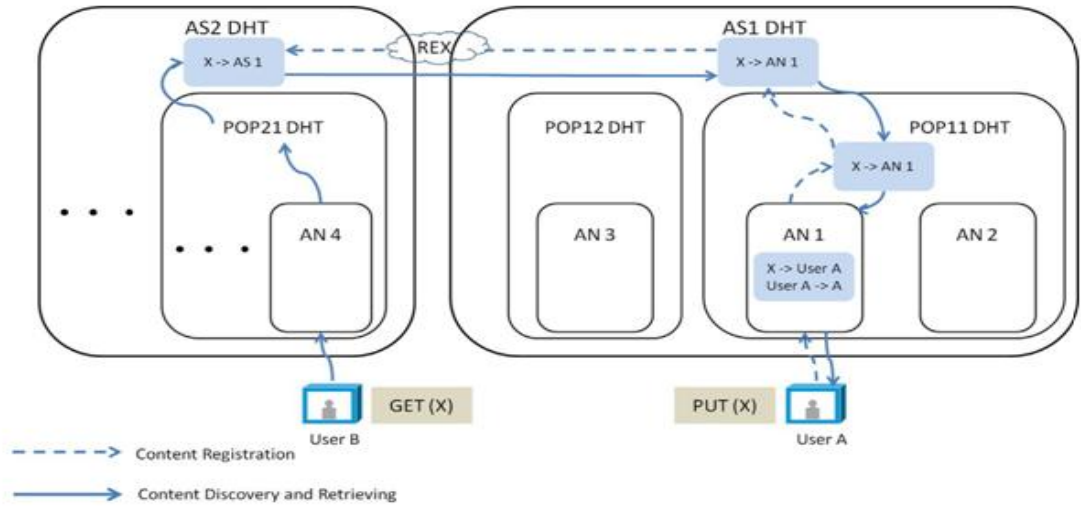 AS2 DHT
REX
AS1 DHT
X -> AS 1
X -> AN 1
POP21 DHT
POP12 DHT
POP11 DHT
X -> AN 1
AN 4
AN 3
AN 1
AN 2
X -> User A
User A -> A
GET (X)
PUT (X)
User B
User A
Content Registration
Content Discovery and Retrieving